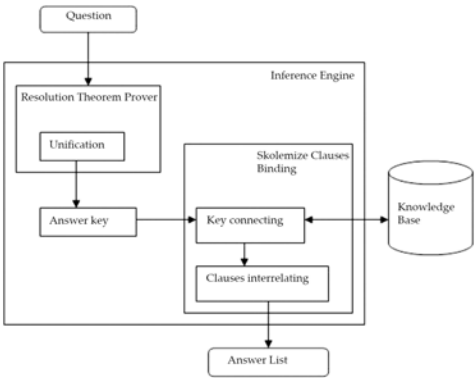 Question
Inference Engine
Resolution Theorem Prover
Unification
Skolemize Clauses
Binding
Answer key
Key connecting
Knowledge
Base
Clauses interrelating
Answer List